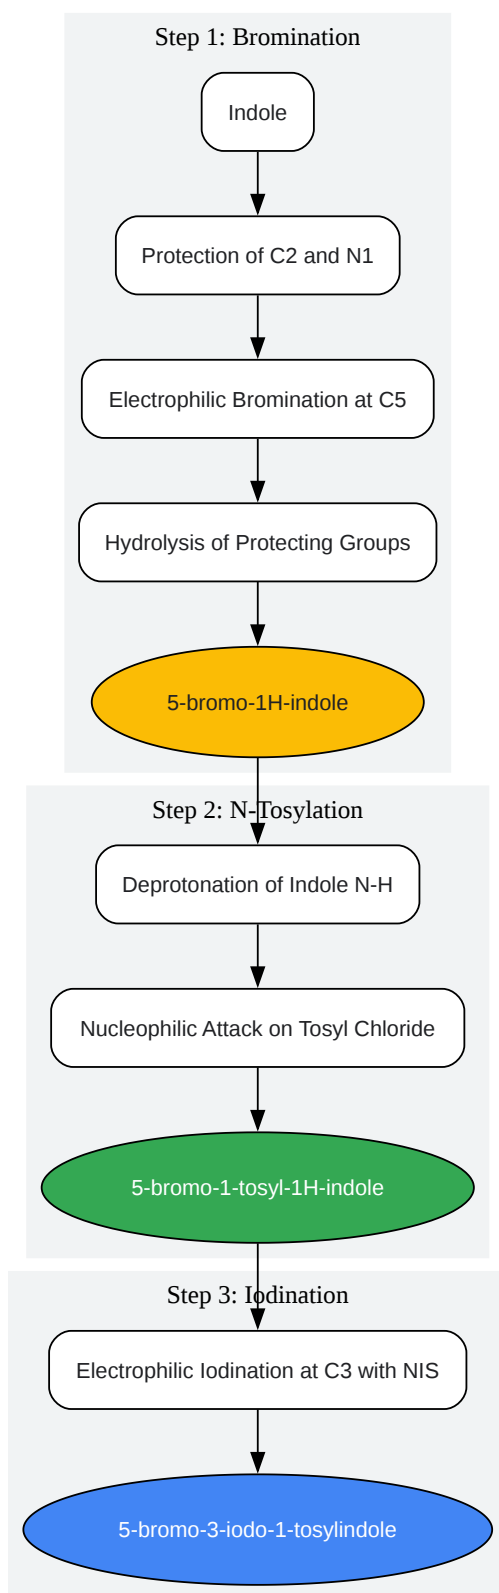 Step 1: Bromination
Indole
Protection of C2 and N1
Electrophilic Bromination at C5
Hydrolysis of Protecting Groups
5-bromo-1H-indole
Step 2: N-Tosylation
Deprotonation of Indole N-H
Nucleophilic Attack on Tosyl Chloride
5-bromo-1-tosyl-1H-indole
Step 3: Iodination
Electrophilic Iodination at C3 with NIS
5-bromo-3-iodo-1-tosylindole